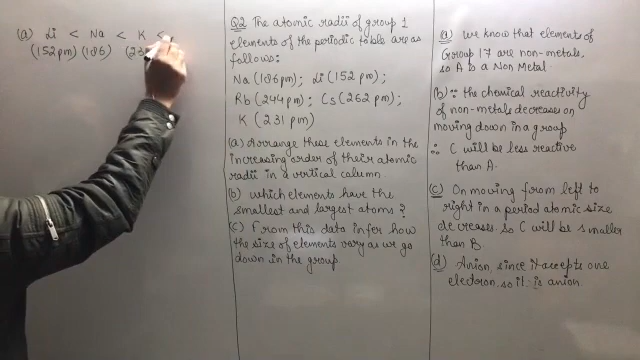 (a) Li < Na < K <
(152pm) (186) (23
Q2 The atomic radii of group 1
elements of the periodic table are as
follows:
Na (186pm); Li (152 pm);
Rb (244pm); Cs (262 pm);
K (231 pm)
(a) Arrange these elements in the
increasing order of their atomic
radii in a vertical column.
(b) which elements have the
smallest and largest atoms?
(c) From this data infer how
the size of elements vary as we go
down in the group.
(a) we know that elements of
Group 17 are non-metals,
so A is a Non Metal.
(b) ∵ the chemical reactivity
of non-metals decreases on
moving down in a group
∴ C will be less reactive
than A.
(c) On moving from left to
right in a period atomic size
decreases. so C will be smaller
than B
(d) Anion, since it accepts one
electron. so it is anion.